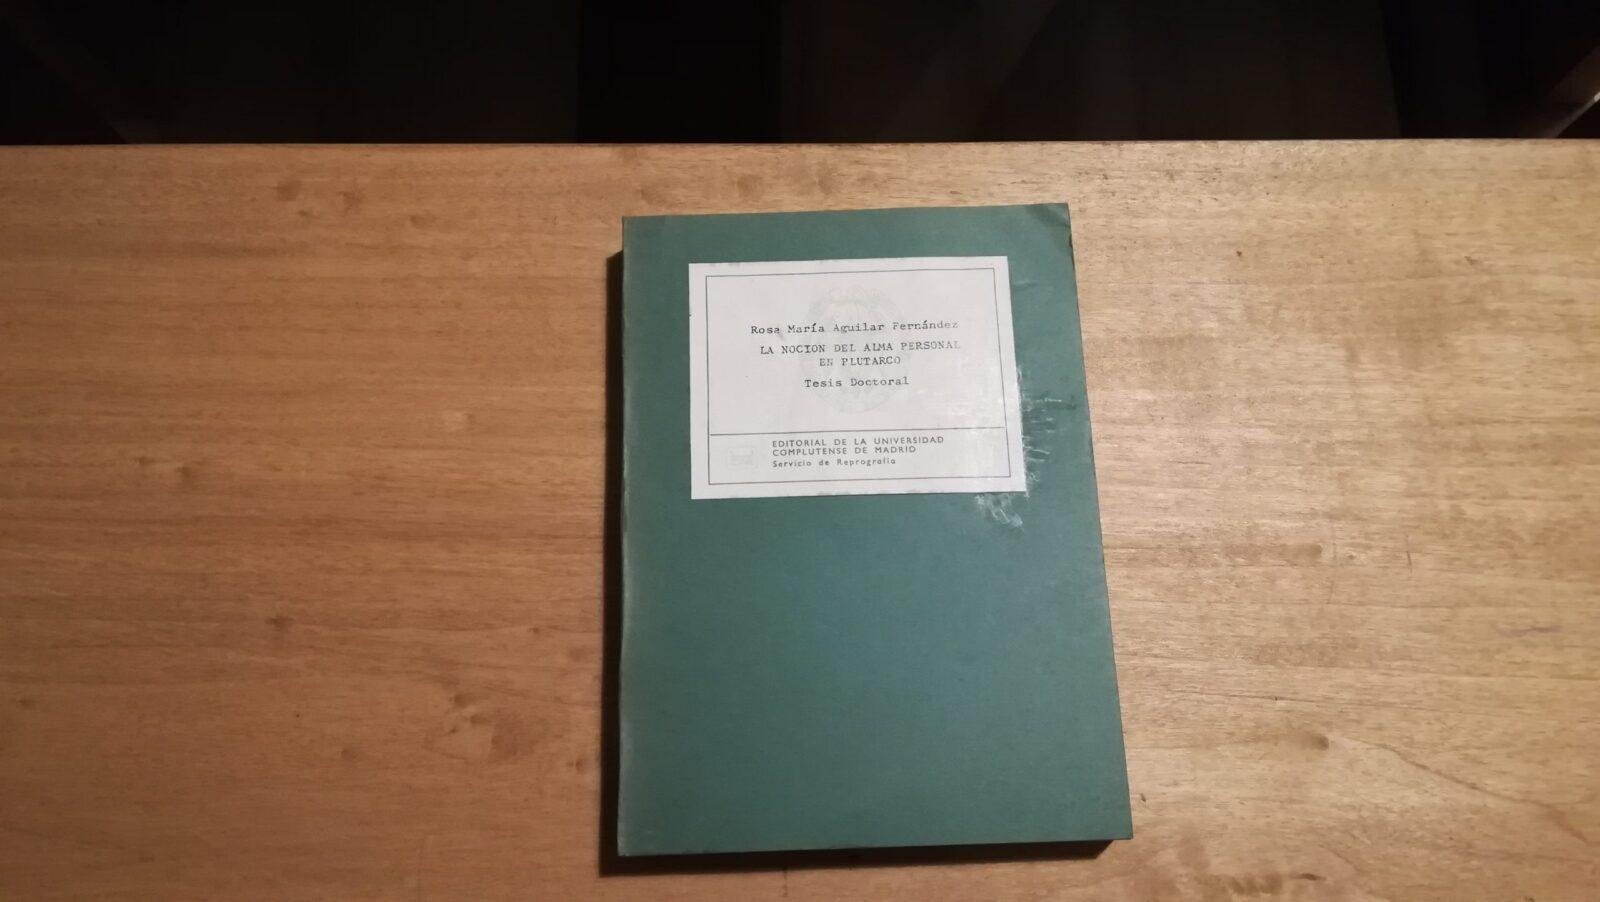 Rosa María Aguilar Fernández
LA NOCION DEL ALMA PERSONAL
EN PLUTARCO
Tesis Doctoral
EDITORIAL DE LA UNIVERSIDAD
COMPLUTENSE DE MADRID
Servicio de Reprografía